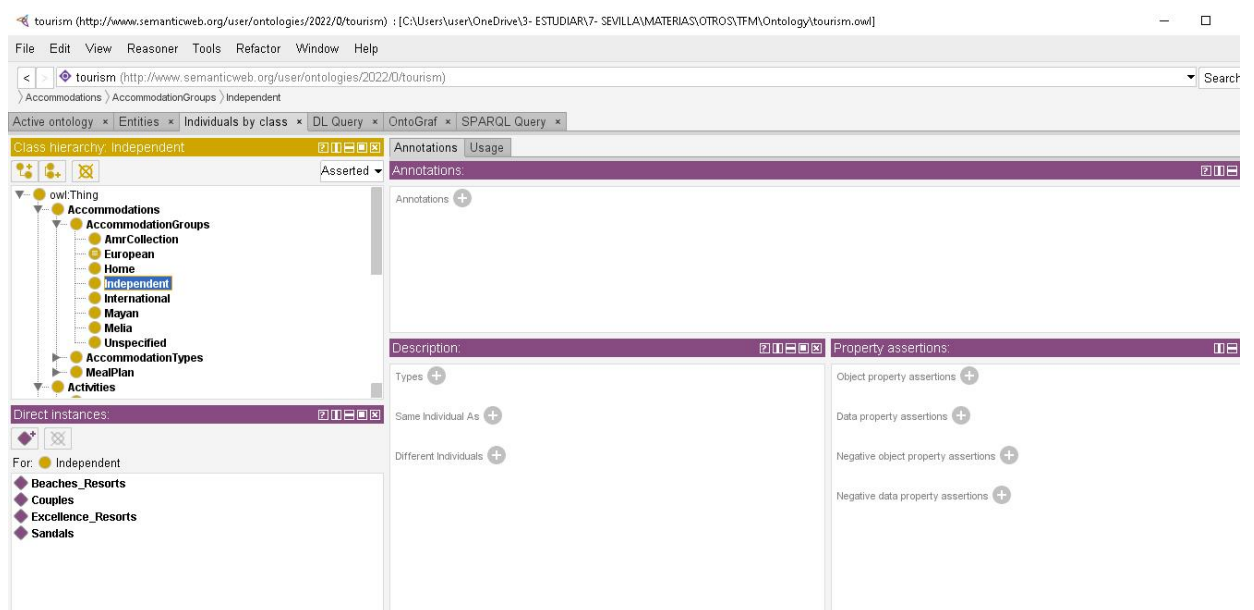 tourism (http://www.semanticweb.org/user/ontologies/2022/0/tourism) : [C:\Users\user\OneDrive\3- ESTUDIAR\7- SEVILLA\MATERIAS\OTROS\TFM\Ontology\tourism.owl]
File Edit View Reasoner Tools Refactor Window Help
< > tourism (http://www.semanticweb.org/user/ontologies/2022/0/tourism) Search
Accommodations AccommodationGroups Independent
Active ontology × Entities × Individuals by class × DL Query × OntoGraf × SPARQL Query ×
Class hierarchy: Independent
Asserted
owl:Thing
Accommodations
AccommodationGroups
AmrCollection
European
Home
Independent
International
Mayan
Melia
Unspecified
AccommodationTypes
MealPlan
Activities
Direct instances:
For: Independent
Beaches_Resorts
Couples
Excellence_Resorts
Sandals
Annotations Usage
Annotations:
Annotations
Description:
Types
Same Individual As
Different Individuals
Property assertions:
Object property assertions
Data property assertions
Negative object property assertions
Negative data property assertions